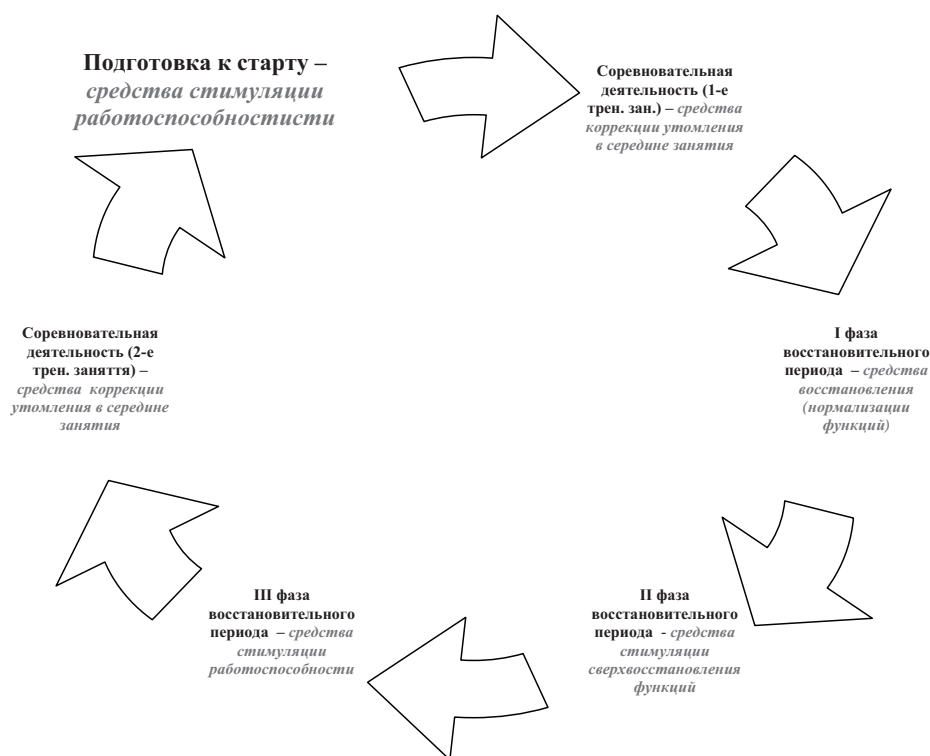 Подготовка к старту –
средства стимуляции
работоспособностисти
Соревновательная
деятельность (1-е
трен. зан.) – средства
коррекции утомления
в середине занятия
I фаза
восстановительного
периода – средства
восстановления
(нормализации
функций)
II фаза
восстановительного
периода - средства
стимуляции
сверхвосстановления
функций
III фаза
восстановительного
периода – средства
стимуляции
работоспособности
Соревновательная
деятельность (2-е
трен. заняття) –
средства коррекции
утомления в середине
занятия